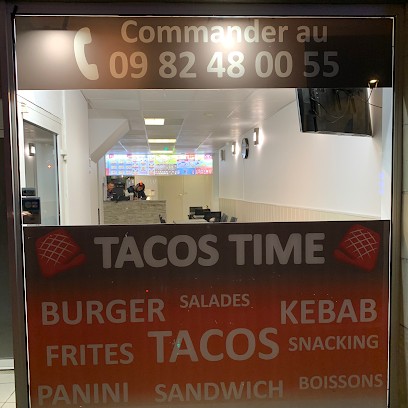 Commander au
09 82 48 00 55
TACOS TIME
BURGER SALADES KEBAB
FRITES TACOS SNACKING
PANINI SANDWICH BOISSONS